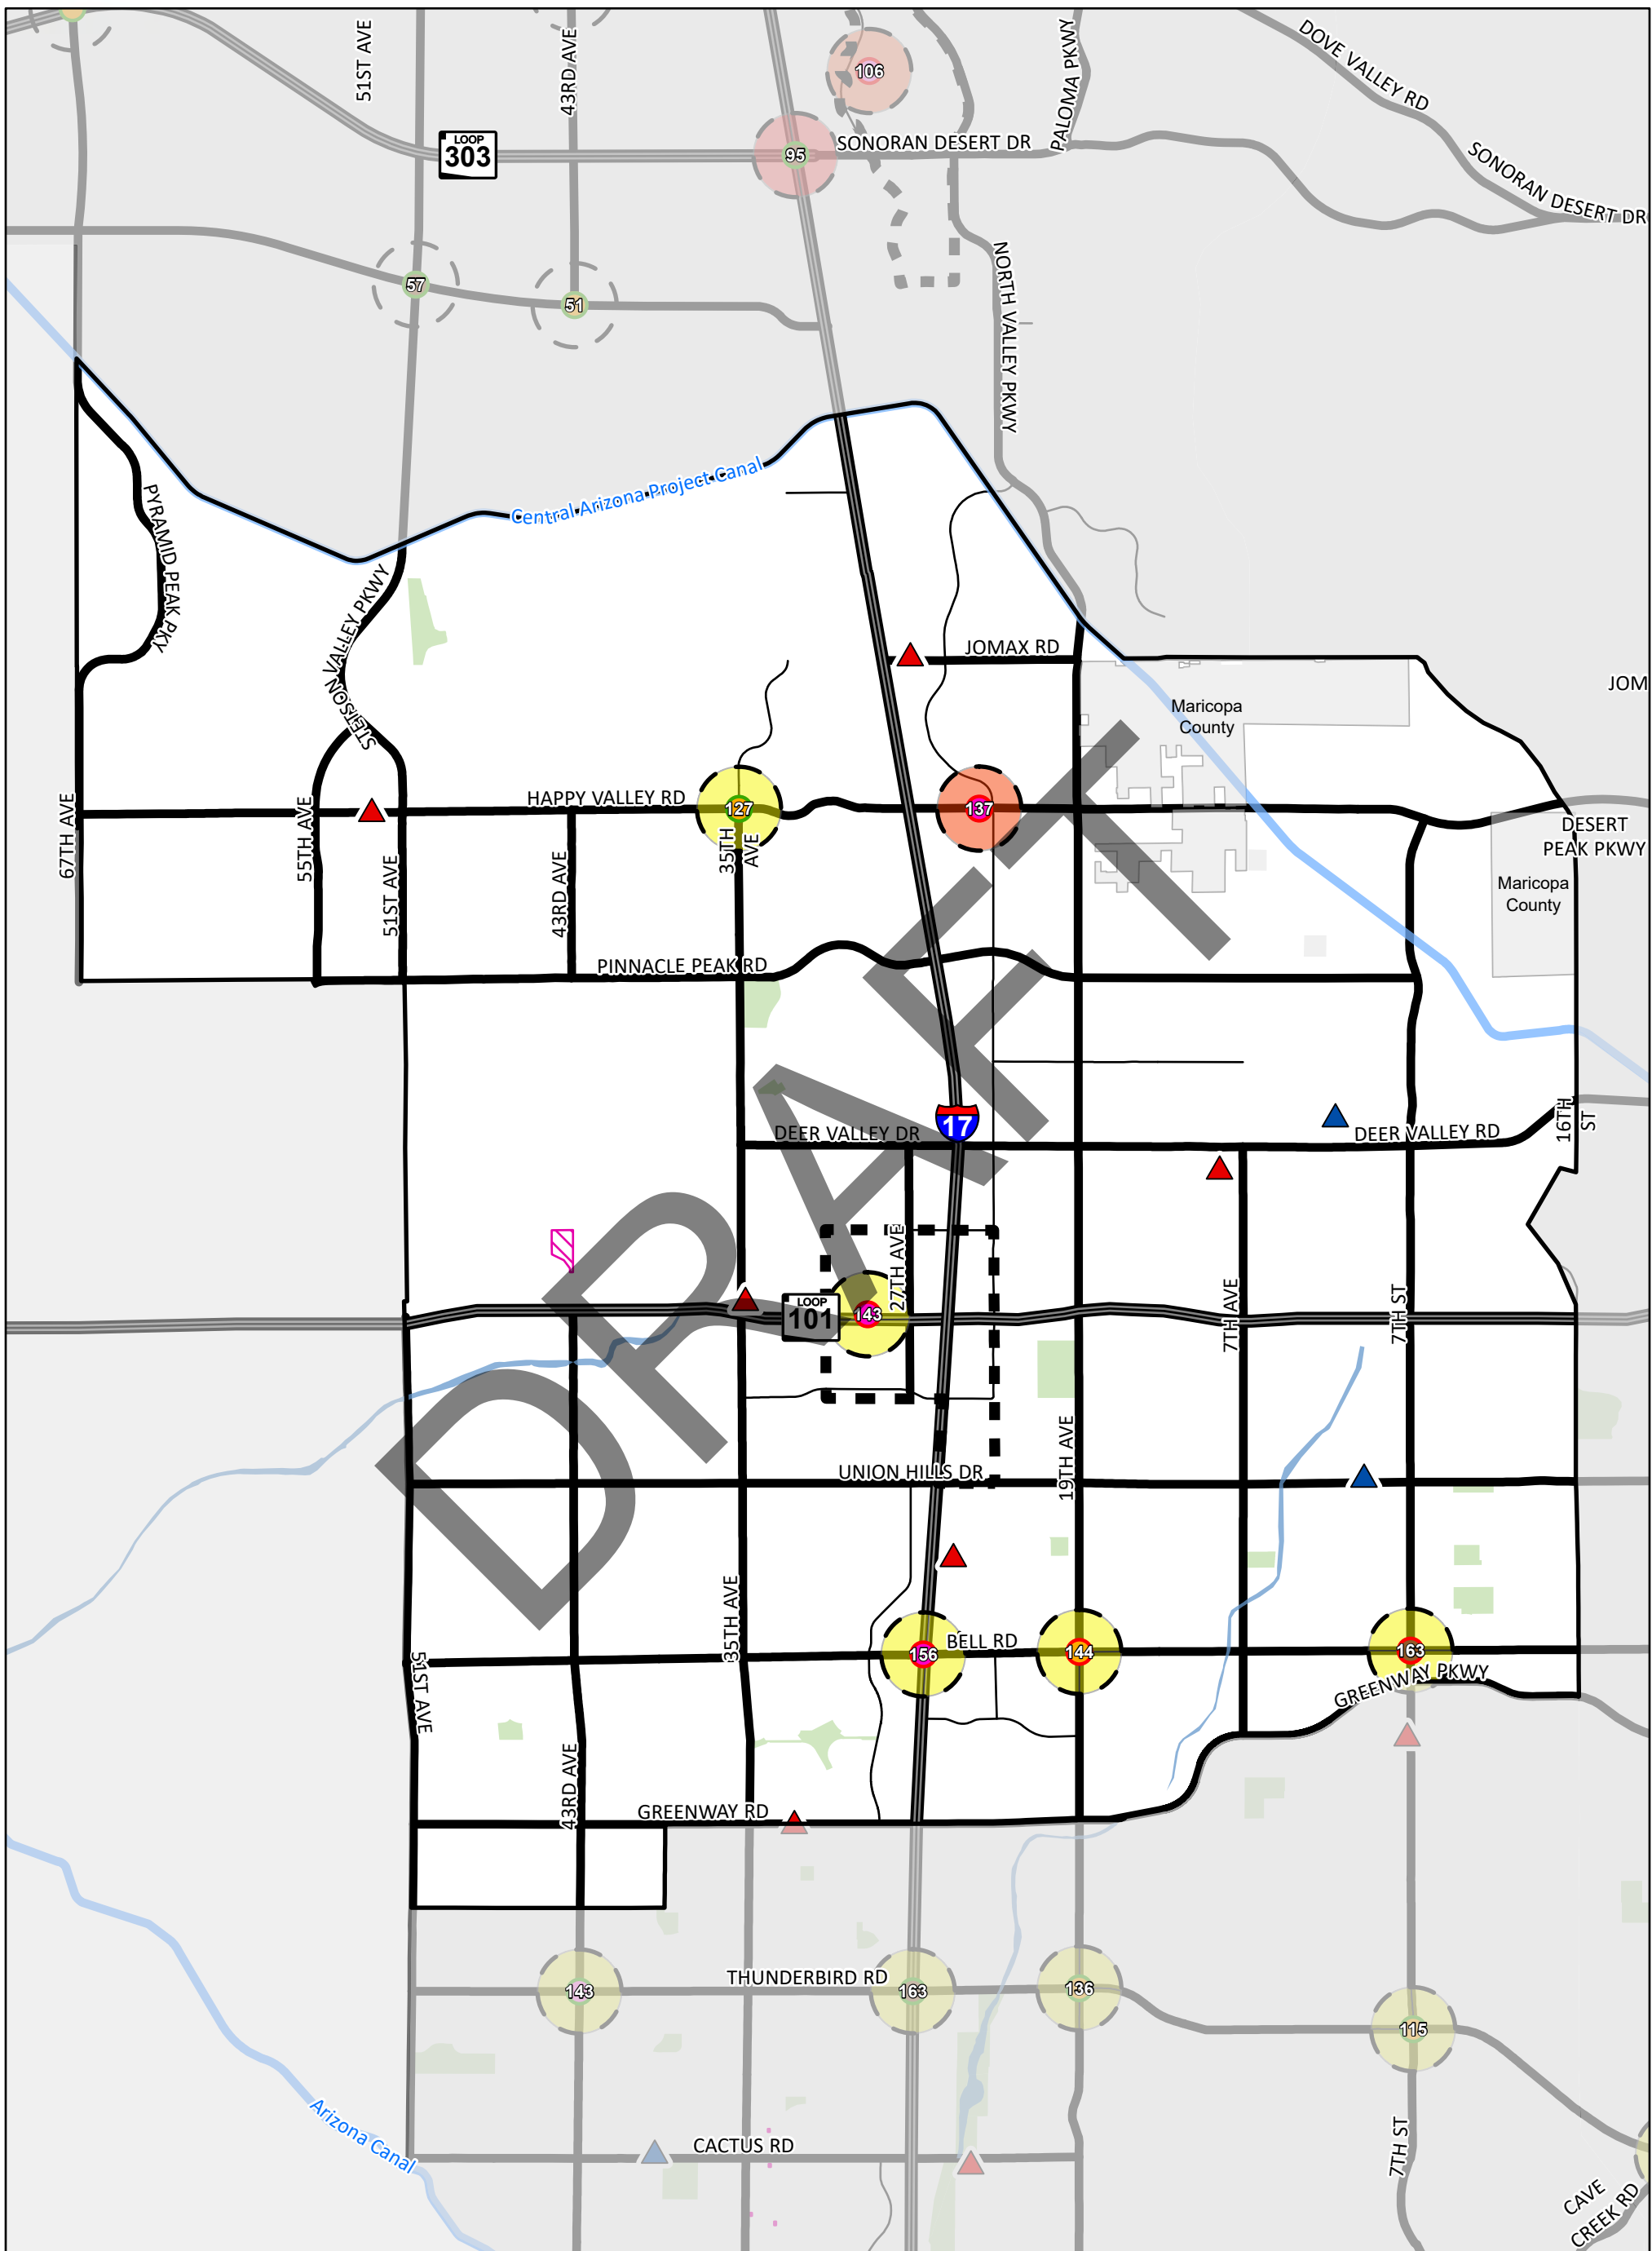 51ST AVE
43RD AVE
106
PALOMA PKWY
DOVE VALLEY RD
LOOP
303
95
SONORAN DESERT DR
SONORAN DESERT DR
57
51
NORTH VALLEY PKWY
Central Arizona Project Canal
PYRAMID PEAK PKY
STETSON
VALLEY PKWY
JOMAX RD
JOM
Maricopa
County
67TH AVE
55TH AVE
51ST AVE
43RD AVE
HAPPY VALLEY RD
127
35TH
AVE
137
DESERT
PEAK PKWY
Maricopa
County
PINNACLE PEAK RD
DRAFT
17
DEER VALLEY DR
DEER VALLEY RD
16TH
ST
27TH AVE
LOOP
101
143
7TH AVE
7TH ST
19TH AVE
UNION HILLS DR
35TH AVE
51ST AVE
156
BELL RD
144
163
GREENWAY PKWY
43RD AVE
GREENWAY RD
143
THUNDERBIRD RD
163
136
115
Arizona Canal
CACTUS RD
7TH ST
CAVE
CREEK RD